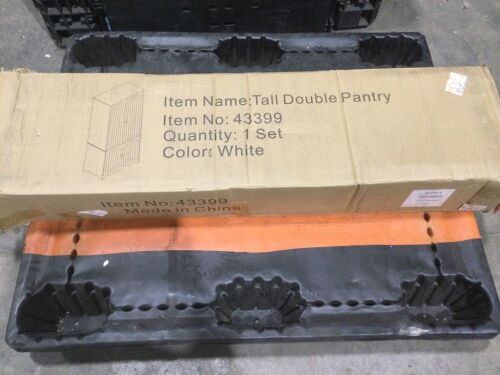 Item Name:Tall Double Pantry
Item No: 43399
Quantity: 1 Set
Color: White
Item No:43399
Made in China